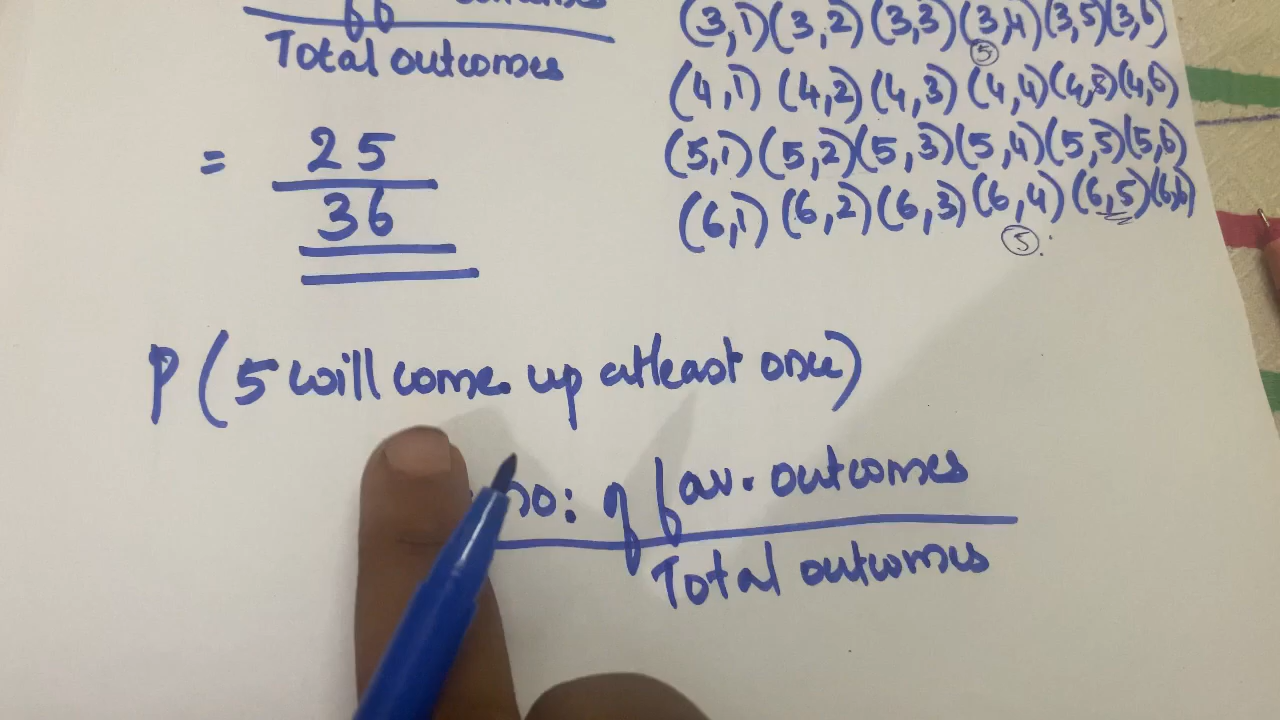 Total outcomes
= 25
36
(3,1) (3,2) (3,3) (3,4) (3,5) (3,6)
5
(4,1) (4,2) (4,3) (4,4) (4,5) (4,6)
(5,1) (5,2) (5,3) (5,4) (5,5) (5,6)
(6,1) (6,2) (6,3) (6,4) (6,5) (6,6)
5
P (5 will come up atleast once)
no: of fav. outcomes
Total outcomes